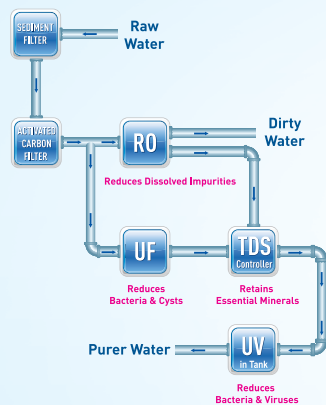 SEDIMENT
FILTER
Raw
Water
ACTIVATED
CARBON
FILTER
RO
Dirty
Water
Reduces Dissolved Impurities
UF
TDS
Controller
Reduces
Bacteria & Cysts
Retains
Essential Minerals
Purer Water
UV
in Tank
Reduces
Bacteria & Viruses